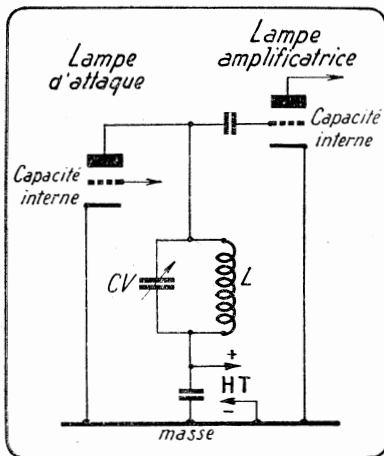 Lampe
d'attaque
Lampe
amplificatrice
Capacité
interne
Capacité
interne
CV
L
+
HT
-
masse